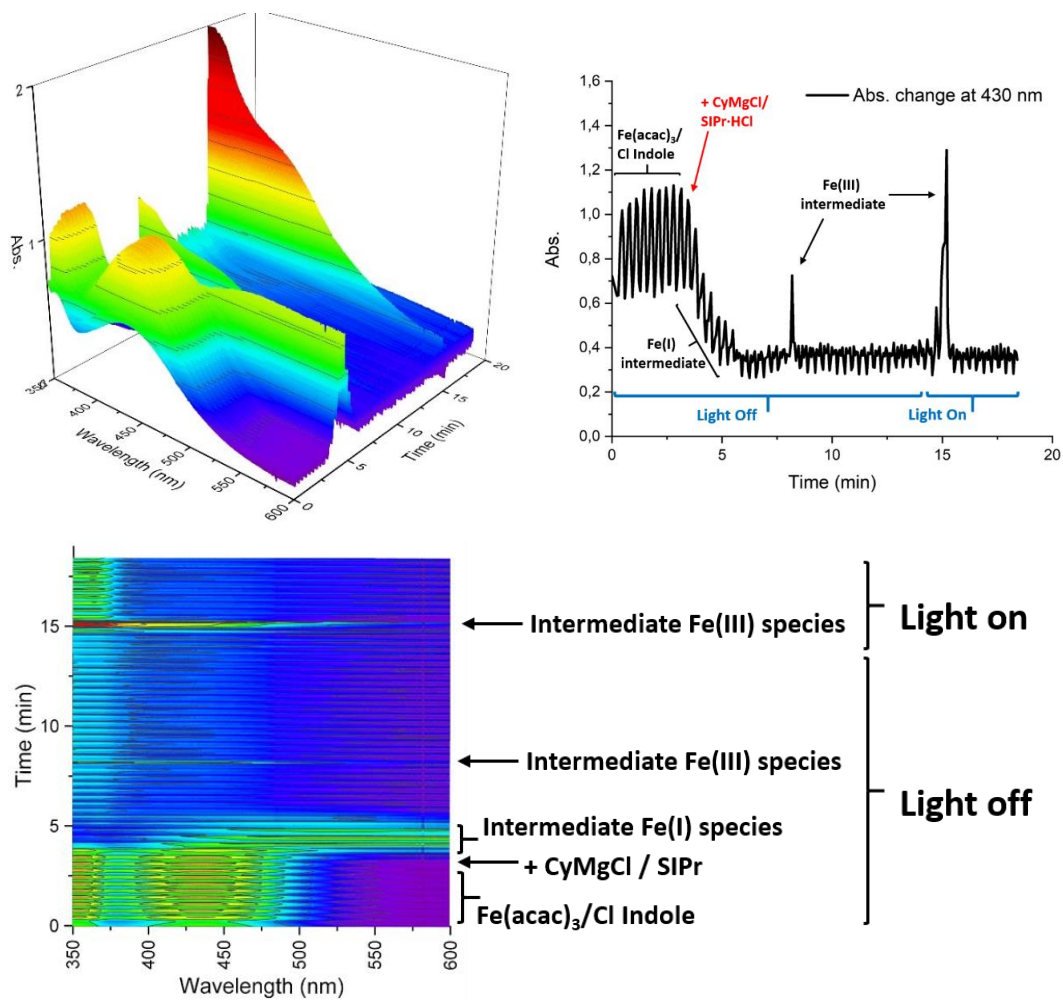 2
1
Abs.
350
400
450
500
550
600
Wavelength (nm)
0
5
10
15
20
Time (min)
1,6
1,4
1,2
1,0
0,8
0,6
0,4
0,2
0,0
Abs.
Abs. change at 430 nm
+ CyMgCl/
SIPr·HCl
Fe(acac)₃/
Cl Indole
Fe(III)
intermediate
Fe(I)
intermediate
Light Off
Light On
0
5
10
15
20
Time (min)
15
10
5
0
Time (min)
350
400
450
500
550
600
Wavelength (nm)
Intermediate Fe(III) species
Intermediate Fe(III) species
Intermediate Fe(I) species
+ CyMgCl / SIPr
Fe(acac)₃/Cl Indole
Light on
Light off